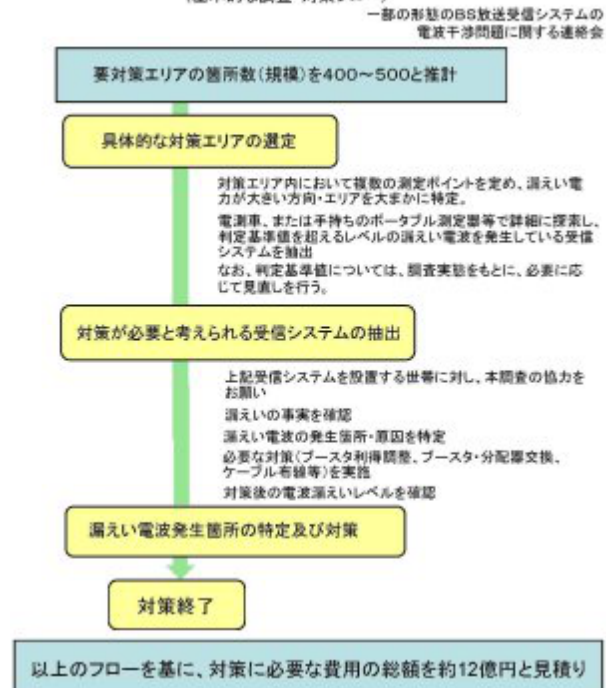 一部の形態のBS放送受信システムの
電波干渉問題に関する連絡会
要対策エリアの箇所数(規模)を400～500と推計
具体的な対策エリアの選定
対策エリア内において複数の測定ポイントを定め、漏えい電
力が大きい方向・エリアを大まかに特定。
電測車、または手持ちのポータブル測定器等で詳細に探索し、
判定基準値を超えるレベルの漏えい電波を発生している受信
システムを抽出
なお、判定基準値については、調査実態をもとに、必要に応
じて見直しを行う。
対策が必要と考えられる受信システムの抽出
上記受信システムを設置する世帯に対し、本調査の協力を
お願い
漏えいの事実を確認
漏えい電波の発生箇所・原因を特定
必要な対策(ブースタ利得調整、ブースタ・分配器交換、
ケーブル布線等)を実施
対策後の電波漏えいレベルを確認
漏えい電波発生箇所の特定及び対策
対策終了
以上のフローを基に、対策に必要な費用の総額を約12億円と見積り